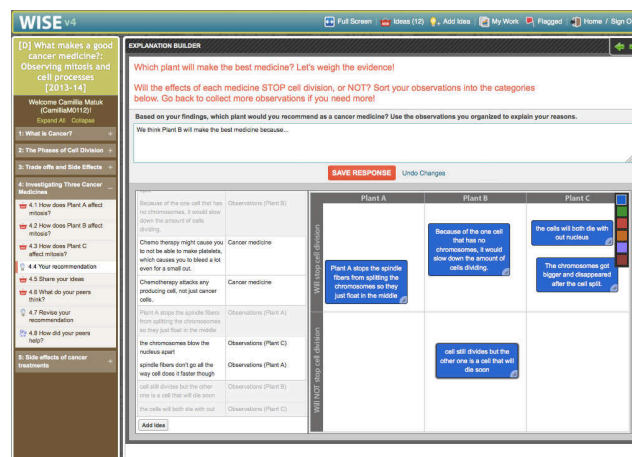 WISE v4
Full Screen
Ideas (12)
Add Idea
My Work
Flagged
Home / Sign O
[D] What makes a good
cancer medicine?:
Observing mitosis and
cell processes
[2013-14]
Welcome Camillia Matuk
(CamilliaM0112)!
Expand All Collapse
1: What is Cancer? +
2: The Phases of Cell Division +
3: Trade offs and Side Effects +
4: Investigating Three Cancer
Medicines
4.1 How does Plant A affect
mitosis?
4.2 How does Plant B affect
mitosis?
4.3 How does Plant C
affect mitosis?
4.4 Your recommendation
4.5 Share your ideas
4.6 What do your peers
think?
4.7 Revise your
recommendation
4.8 How did your peers
help?
5: Side effects of cancer
treatments +
EXPLANATION BUILDER
Which plant will make the best medicine? Let's weigh the evidence!
Will the effects of each medicine STOP cell division, or NOT? Sort your observations into the categories
below. Go back to collect more observations if you need more!
Based on your findings, which plant would you recommend as a cancer medicine? Use the observations you organized to explain your reasons.
We think Plant B will make the best medicine because...
SAVE RESPONSE Undo Changes
Because of the one cell that has Observations (Plant B)
no chromosomes, it would slow
down the amount of cells
dividing.
Chemo therapy might cause you Cancer medicine
to not be able to make platelets,
which causes you to bleed a lot
even for a small cut.
Chemotherapy attacks any Cancer medicine
producing cell, not just cancer
cells.
Plant A stops the spindle fibers Observations (Plant A)
from splitting the chromosomes
so they just float in the middle
the chromosomes blow the Observations (Plant C)
nucleus apart
spindle fibers don't go all the Observations (Plant A)
way cell does it faster though
cell still divides but the other Observations (Plant B)
one is a cell that will die soon
the cells will both die with out Observations (Plant C)
Add Idea
Plant A Plant B Plant C
Will stop cell division
Plant A stops the spindle
fibers from splitting the
chromosomes so they
just float in the middle
Because of the one cell
that has no
chromosomes, it would
slow down the amount of
cells dividing.
the cells will both die with
out nucleus
The chromosomes got
bigger and disappeared
after the cell split.
Will NOT stop cell division
cell still divides but the
other one is a cell that will
die soon